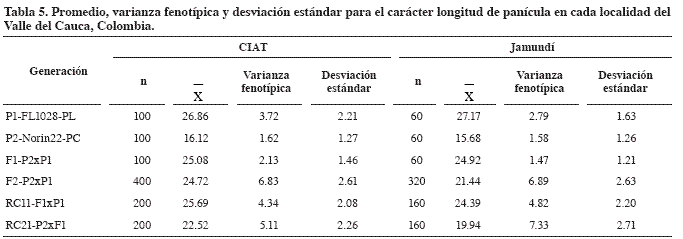 Tabla 5. Promedio, varianza fenotípica y desviación estándar para el carácter longitud de panícula en cada localidad del
Valle del Cauca, Colombia.
CIAT Jamundí
Generación n X Varianza fenotípica Desviación estándar n X Varianza fenotípica Desviación estándar
P1-FL1028-PL 100 26.86 3.72 2.21 60 27.17 2.79 1.63
P2-Norin22-PC 100 16.12 1.62 1.27 60 15.68 1.58 1.26
F1-P2xP1 100 25.08 2.13 1.46 60 24.92 1.47 1.21
F2-P2xP1 400 24.72 6.83 2.61 320 21.44 6.89 2.63
RC11-F1xP1 200 25.69 4.34 2.08 160 24.39 4.82 2.20
RC21-P2xF1 200 22.52 5.11 2.26 160 19.94 7.33 2.71